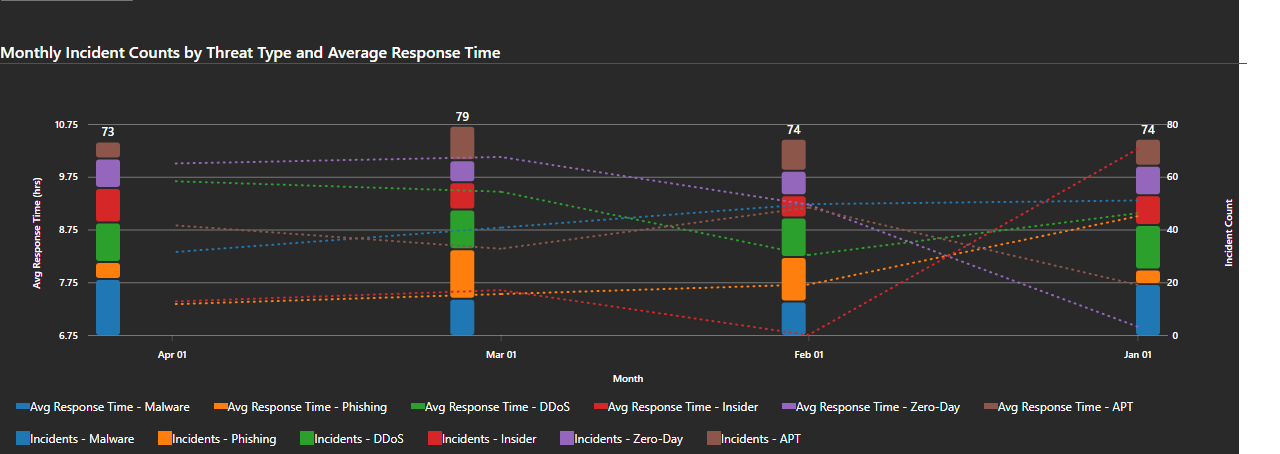 Monthly Incident Counts by Threat Type and Average Response Time
73 79 74 74
10.75 80
9.75 60
8.75 40
7.75 20
6.75 0
Avg Response Time (hrs)
Incident Count
Apr 01 Mar 01 Feb 01 Jan 01
Month
Avg Response Time - Malware Avg Response Time - Phishing Avg Response Time - DDoS Avg Response Time - Insider Avg Response Time - Zero-Day Avg Response Time - APT
Incidents - Malware Incidents - Phishing Incidents - DDoS Incidents - Insider Incidents - Zero-Day Incidents - APT